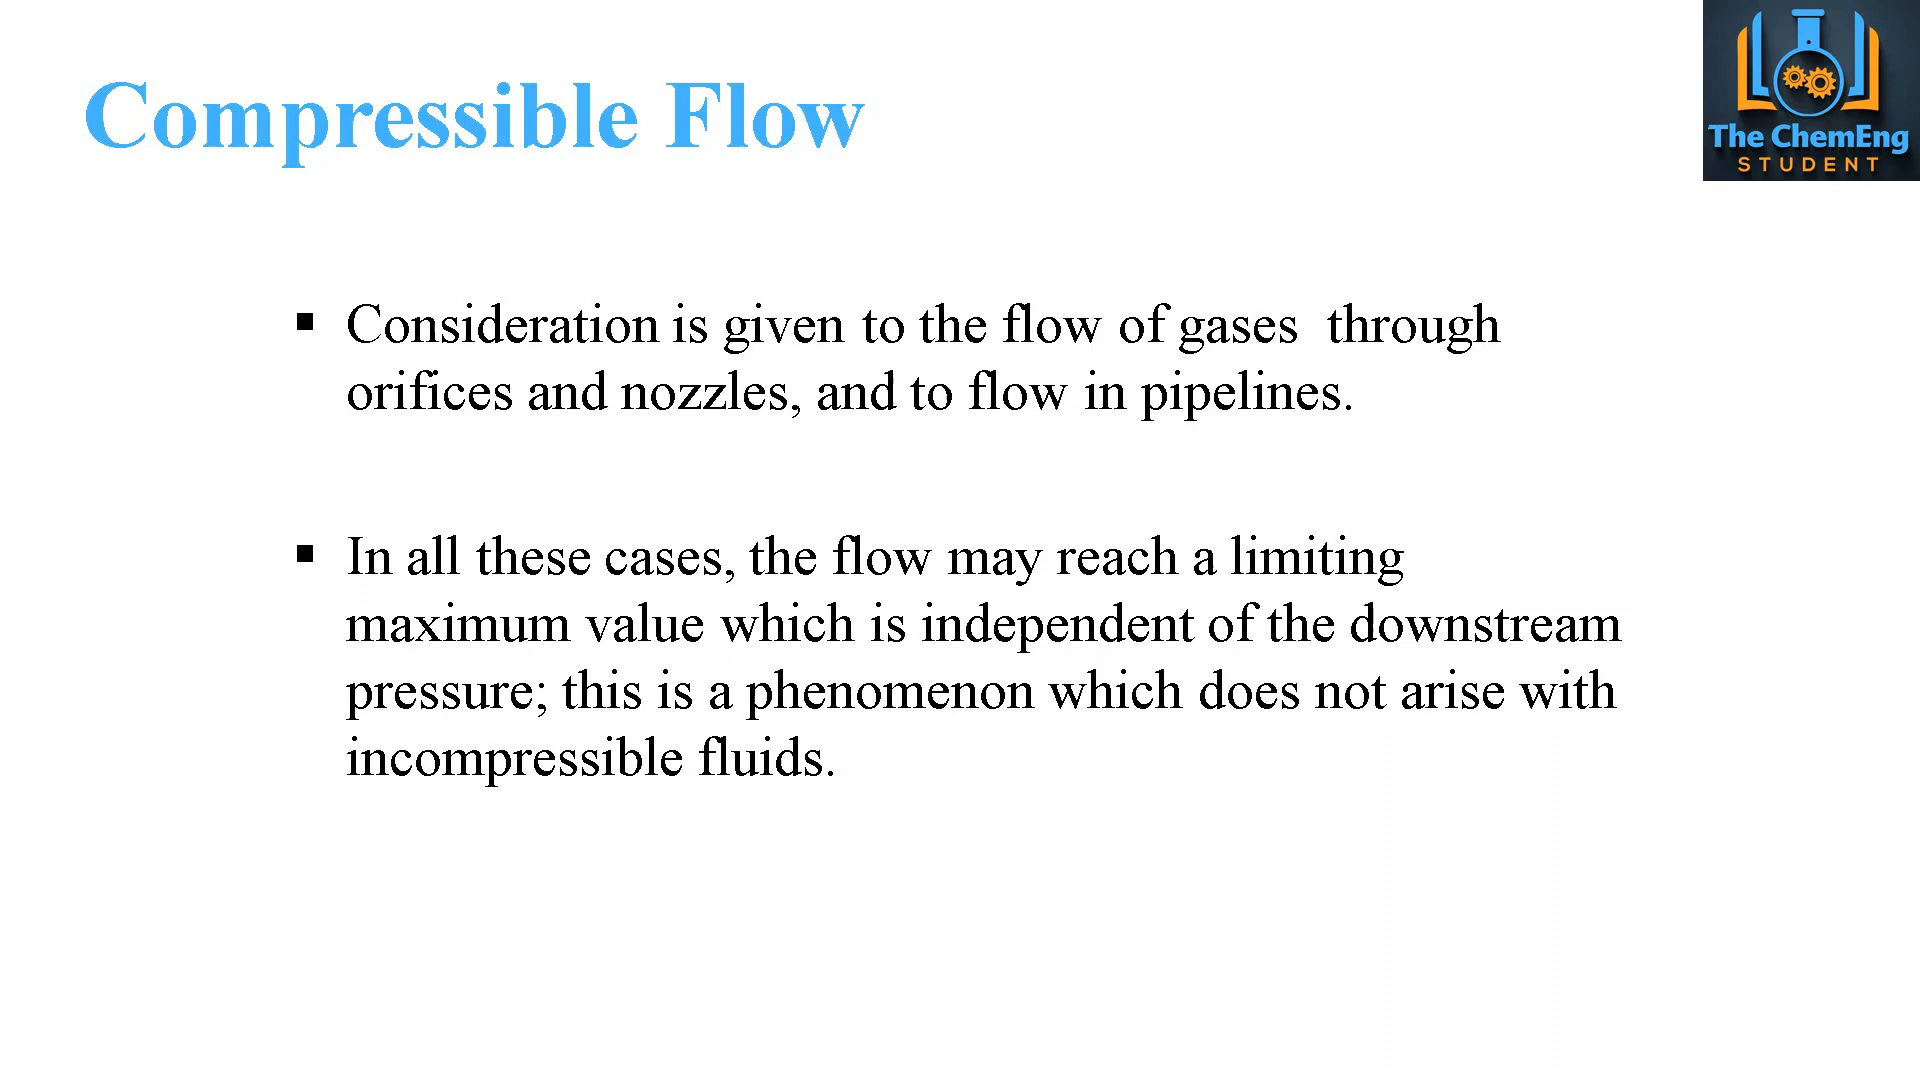 Compressible Flow
The ChemEng
STUDENT
▪ Consideration is given to the flow of gases  through
orifices and nozzles, and to flow in pipelines.
▪ In all these cases, the flow may reach a limiting
maximum value which is independent of the downstream
pressure; this is a phenomenon which does not arise with
incompressible fluids.